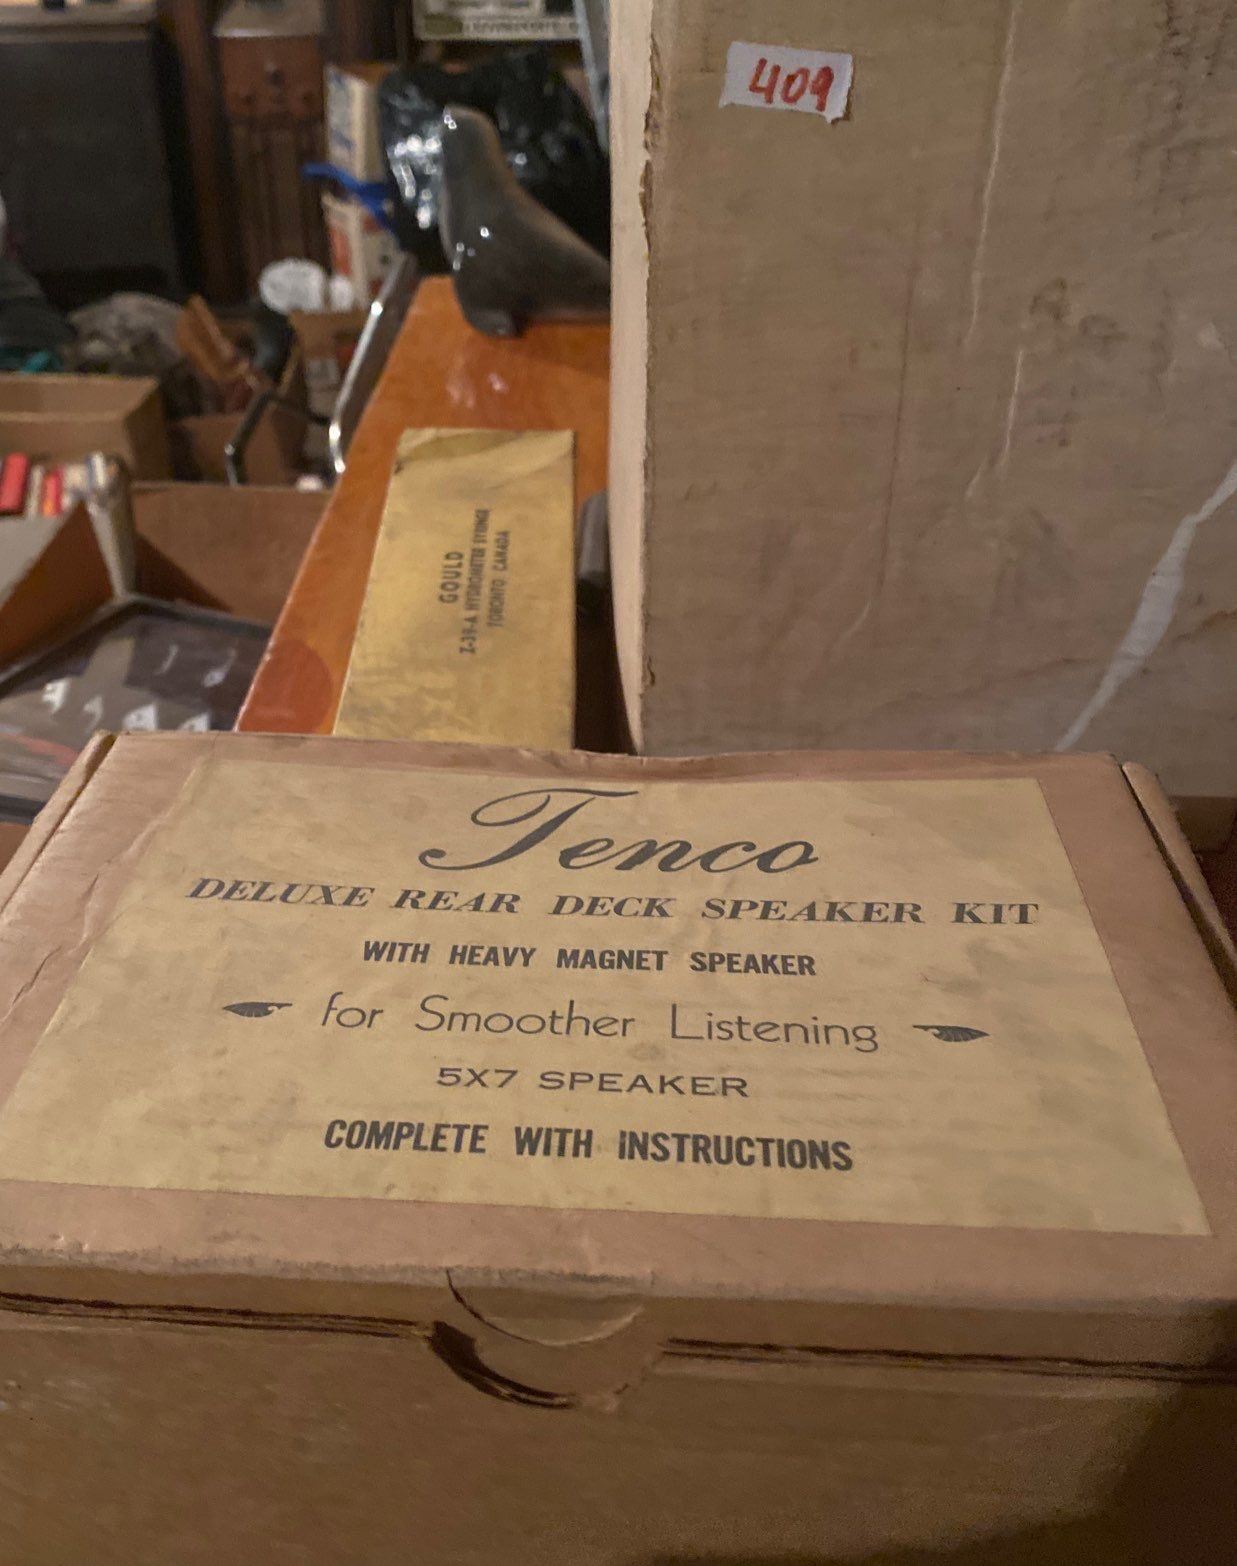 409
GOULD
Z-39-A HYDROMETER SYRINGE
TORONTO CANADA
Tenco
DELUXE REAR DECK SPEAKER KIT
WITH HEAVY MAGNET SPEAKER
for Smoother Listening
5X7 SPEAKER
COMPLETE WITH INSTRUCTIONS